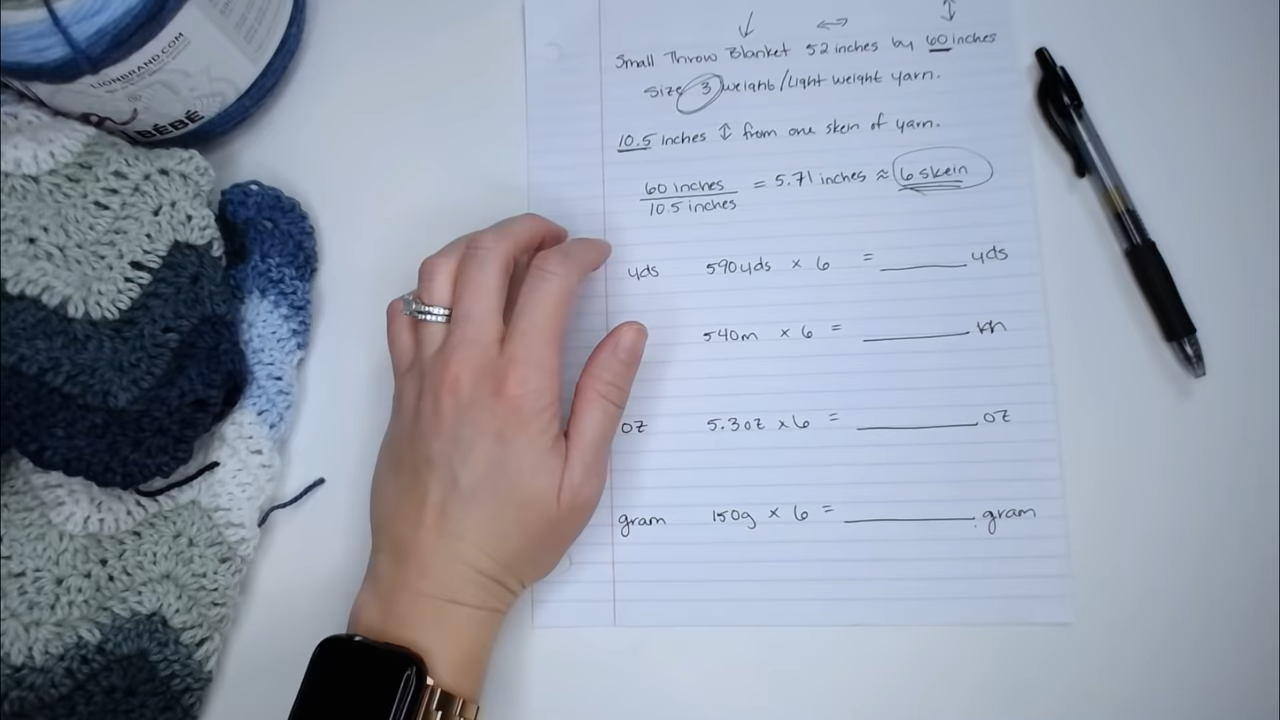 LIONBRAND.COM
BÉBÉ
Small Throw Blanket 52 inches by 60 inches
Size 3 weight/Light weight yarn.
10.5 inches ↕ from one skein of yarn.
60 inches
10.5 inches
= 5.71 inches ≈ 6 skein
yds 590yds × 6 = ______ yds
540m × 6 = ______ m
oz 5.3oz × 6 = ______ oz
gram 150g × 6 = ______ gram